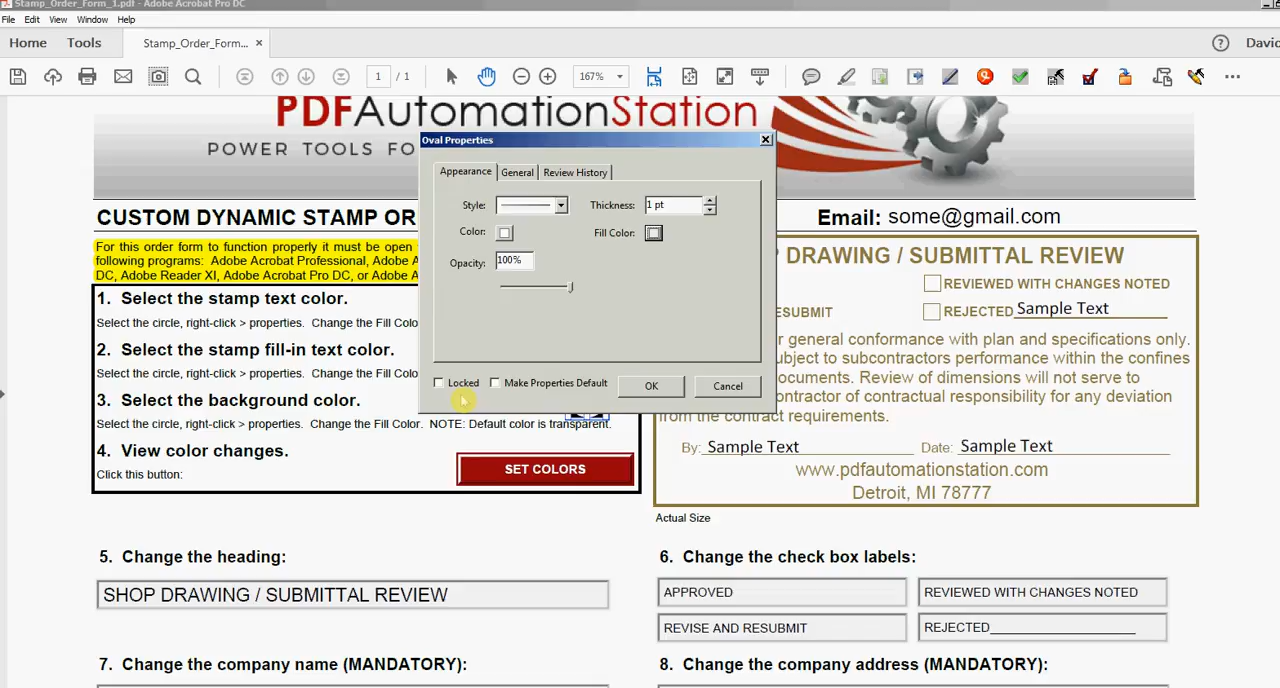 Stamp_Order_Form_1.pdf - Adobe Acrobat Pro DC
File Edit View Window Help
Home Tools Stamp_Order_Form... × ? David
1 / 1 167%
PDFAutomationStation
POWER TOOLS FO
Oval Properties
Appearance General Review History
Style: Thickness: 1 pt
Color: Fill Color:
Opacity: 100%
Locked Make Properties Default OK Cancel
CUSTOM DYNAMIC STAMP OR
Email: some@gmail.com
For this order form to function properly it must be open
following programs: Adobe Acrobat Professional, Adobe A
DC, Adobe Reader XI, Adobe Acrobat Pro DC, or Adobe A
1. Select the stamp text color.
Select the circle, right-click > properties. Change the Fill Colo
2. Select the stamp fill-in text color.
Select the circle, right-click > properties. Change the Fill Colo
3. Select the background color.
Select the circle, right-click > properties. Change the Fill Color. NOTE: Default color is transparent.
4. View color changes.
Click this button:
SET COLORS
DRAWING / SUBMITTAL REVIEW
REVIEWED WITH CHANGES NOTED
ESUBMIT REJECTED Sample Text
r general conformance with plan and specifications only.
ubject to subcontractors performance within the confines
ocuments. Review of dimensions will not serve to
ontractor of contractual responsibility for any deviation
from the contract requirements.
By: Sample Text Date: Sample Text
www.pdfautomationstation.com
Detroit, MI 78777
Actual Size
5. Change the heading:
SHOP DRAWING / SUBMITTAL REVIEW
6. Change the check box labels:
APPROVED REVIEWED WITH CHANGES NOTED
REVISE AND RESUBMIT REJECTED____________________
7. Change the company name (MANDATORY):
8. Change the company address (MANDATORY):